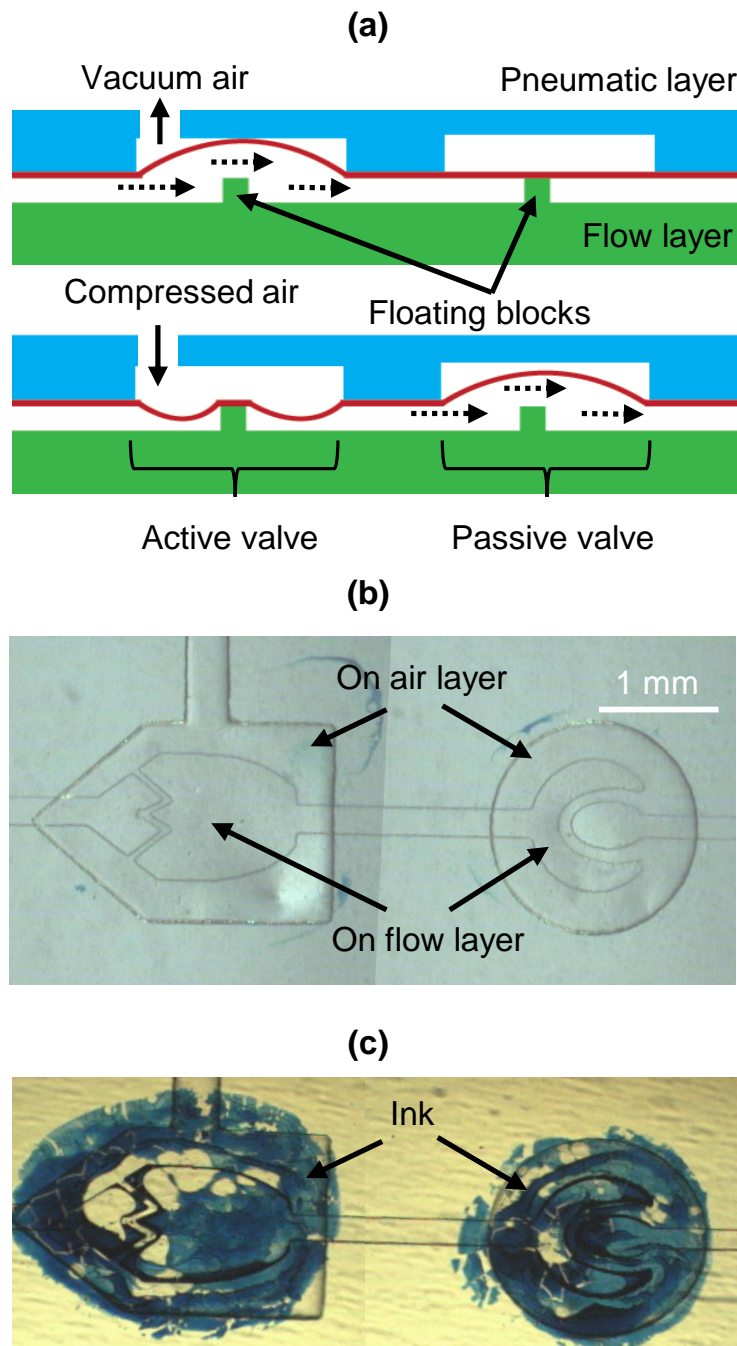 (a)
Vacuum air
Pneumatic layer
Flow layer
Compressed air
Floating blocks
Active valve
Passive valve
(b)
On air layer
1 mm
On flow layer
(c)
Ink